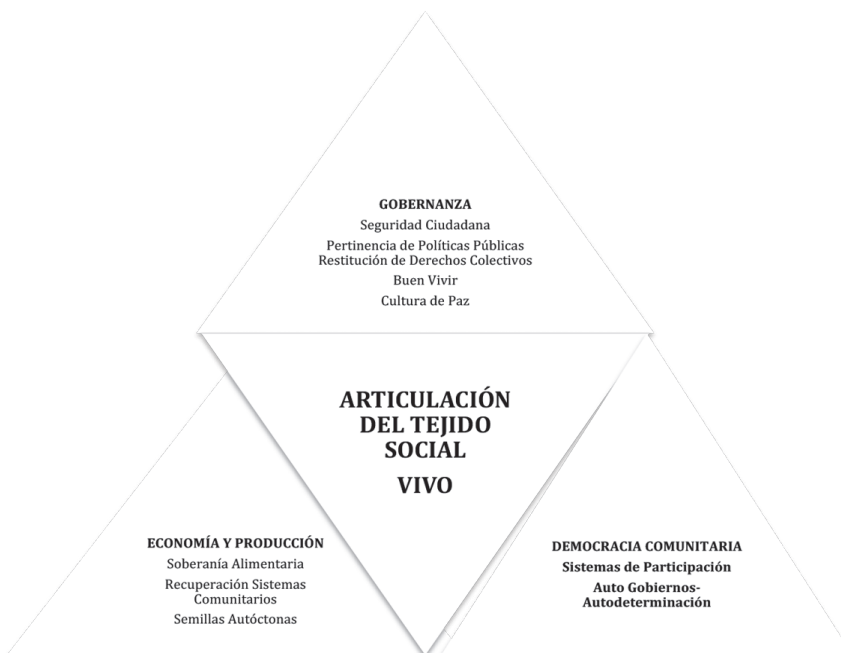 GOBERNANZA
Seguridad Ciudadana
Pertinencia de Políticas Públicas
Restitución de Derechos Colectivos
Buen Vivir
Cultura de Paz
ARTICULACIÓN
DEL TEJIDO
SOCIAL
VIVO
ECONOMÍA Y PRODUCCIÓN
Soberanía Alimentaria
Recuperación Sistemas
Comunitarios
Semillas Autóctonas
DEMOCRACIA COMUNITARIA
Sistemas de Participación
Auto Gobiernos-
Autodeterminación